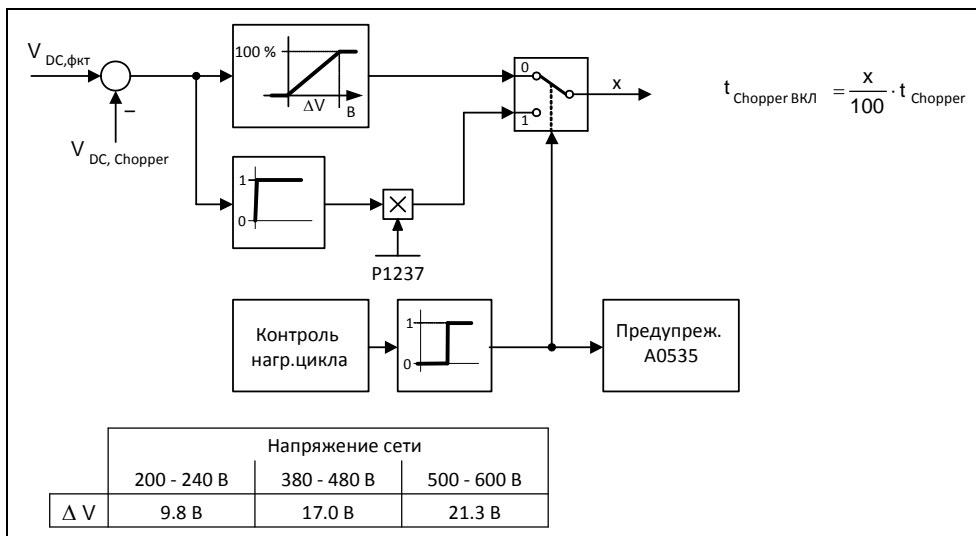 V DC,фкт
V DC, Chopper
100 %
ΔV
В
0
1
x
t Chopper ВКЛ = x/100 · t Chopper
1
0
P1237
Контроль
нагр.цикла
1
0
Предупреж.
A0535
Напряжение сети
200 - 240 В 380 - 480 В 500 - 600 В
Δ V 9.8 В 17.0 В 21.3 В